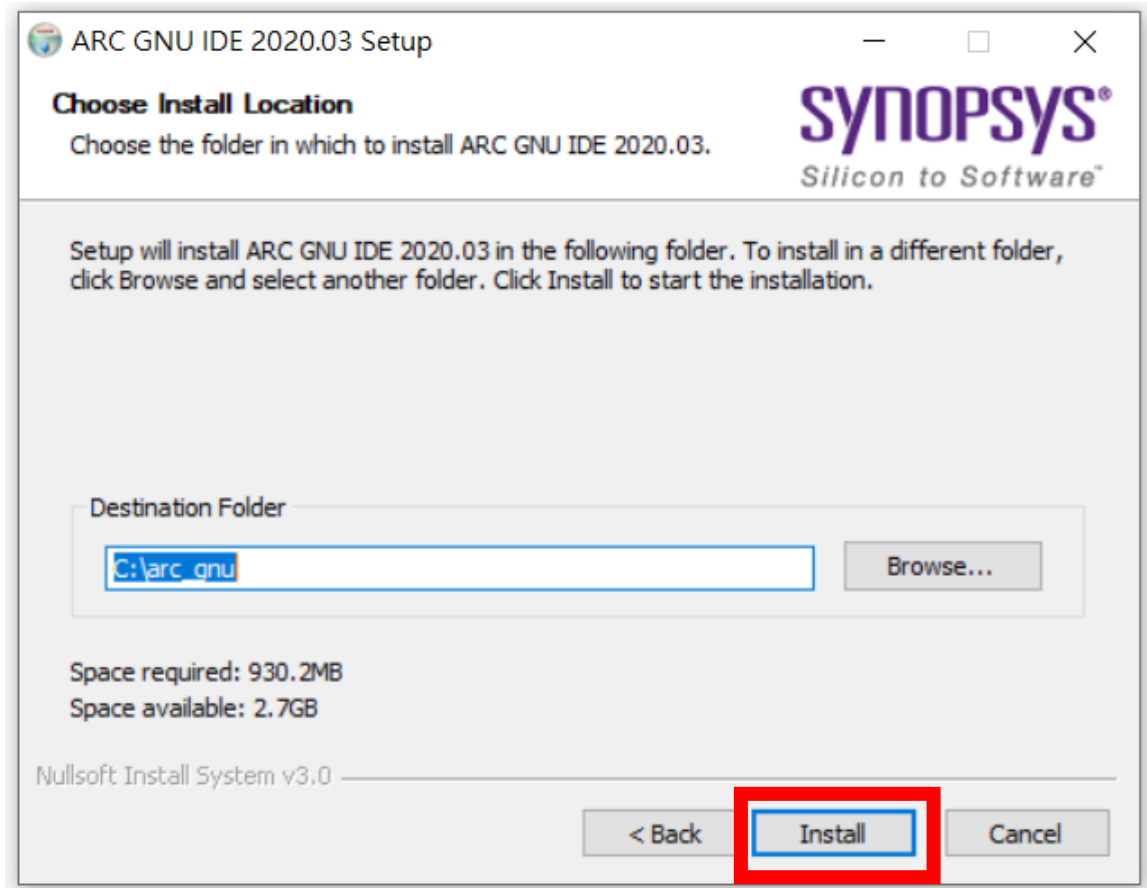 ARC GNU IDE 2020.03 Setup
Choose Install Location
Choose the folder in which to install ARC GNU IDE 2020.03.
SYNOPSYS®
Silicon to Software™
Setup will install ARC GNU IDE 2020.03 in the following folder. To install in a different folder,
click Browse and select another folder. Click Install to start the installation.
Destination Folder
C:\arc_gnu
Browse...
Space required: 930.2MB
Space available: 2.7GB
Nullsoft Install System v3.0
< Back
Install
Cancel